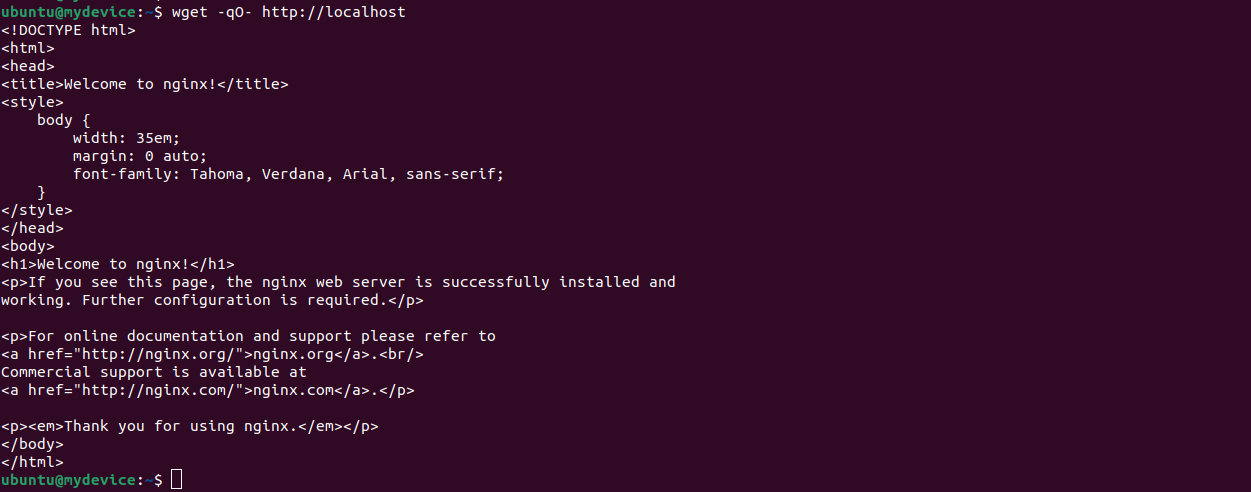 ubuntu@mydevice:~$ wget -qO- http://localhost
<!DOCTYPE html>
<html>
<head>
<title>Welcome to nginx!</title>
<style>
    body {
        width: 35em;
        margin: 0 auto;
        font-family: Tahoma, Verdana, Arial, sans-serif;
    }
</style>
</head>
<body>
<h1>Welcome to nginx!</h1>
<p>If you see this page, the nginx web server is successfully installed and
working. Further configuration is required.</p>

<p>For online documentation and support please refer to
<a href="http://nginx.org/">nginx.org</a>.<br/>
Commercial support is available at
<a href="http://nginx.com/">nginx.com</a>.</p>

<p><em>Thank you for using nginx.</em></p>
</body>
</html>
ubuntu@mydevice:~$